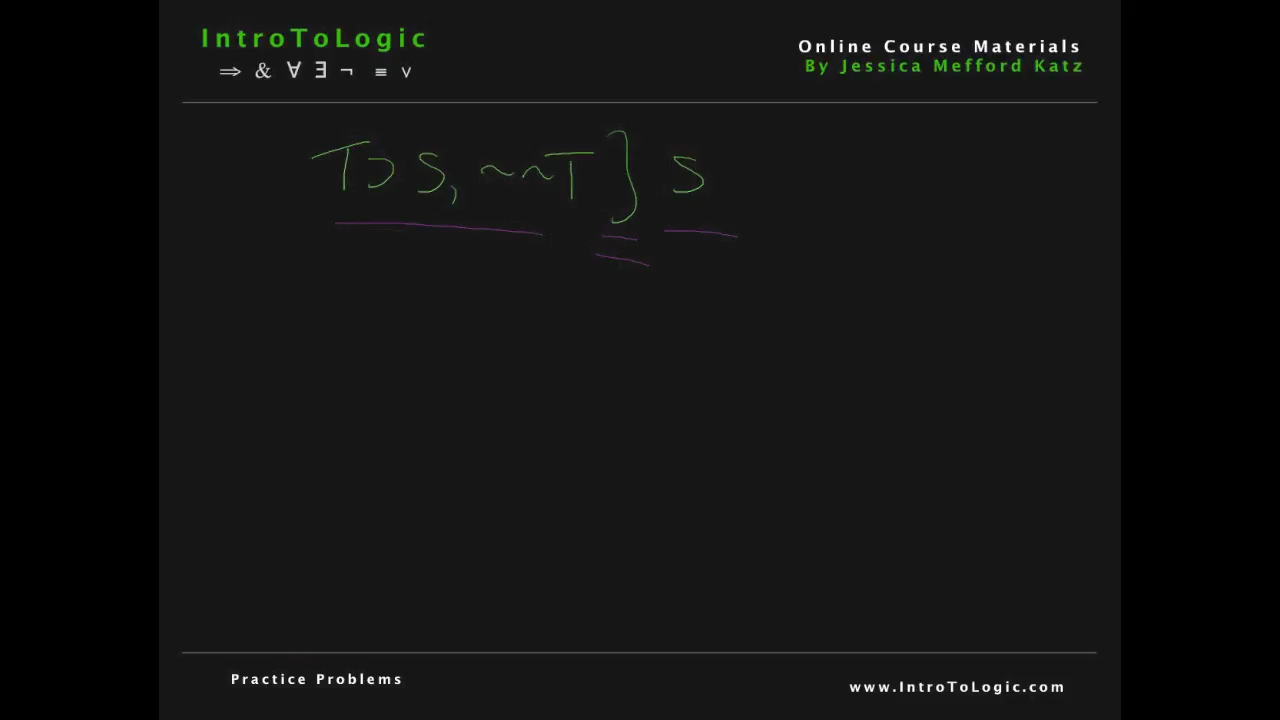 IntroToLogic
⇒ & ∀ ∃ ¬ ≡ ∨
Online Course Materials
By Jessica Mefford Katz
T⊃S, ~~T } S
Practice Problems
www.IntroToLogic.com